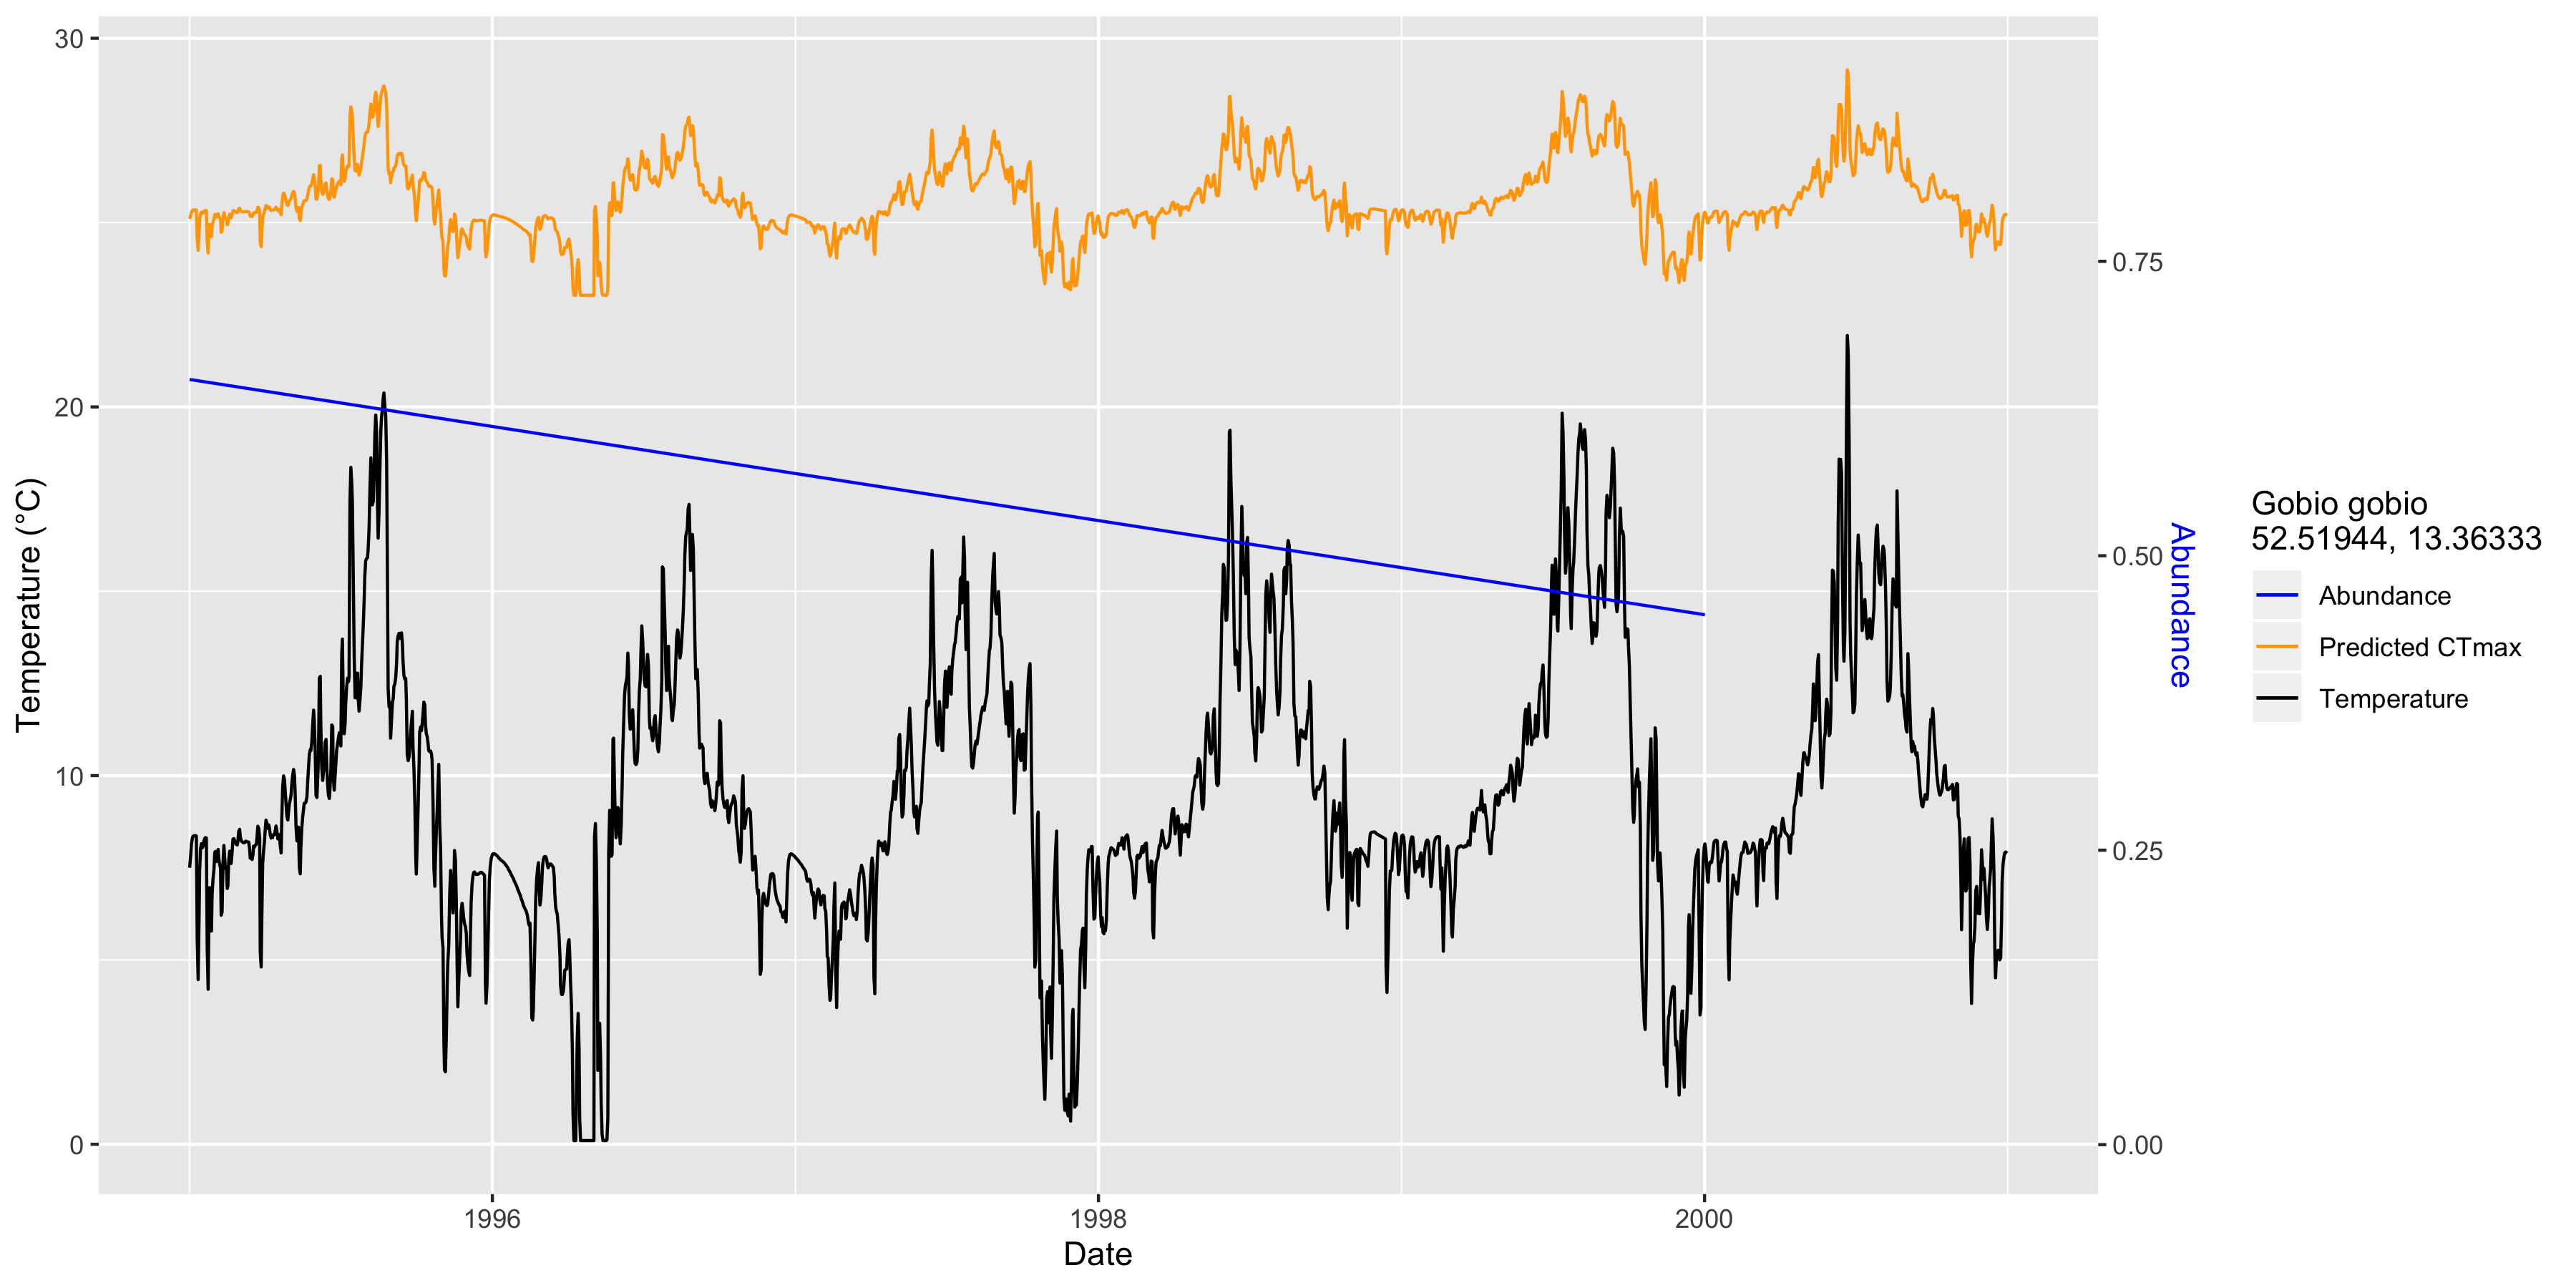 30
20
10
0
Temperature (°C)
1996
1998
2000
Date
0.75
0.50
0.25
0.00
Abundance
Gobio gobio
52.51944, 13.36333
Abundance
Predicted CTmax
Temperature